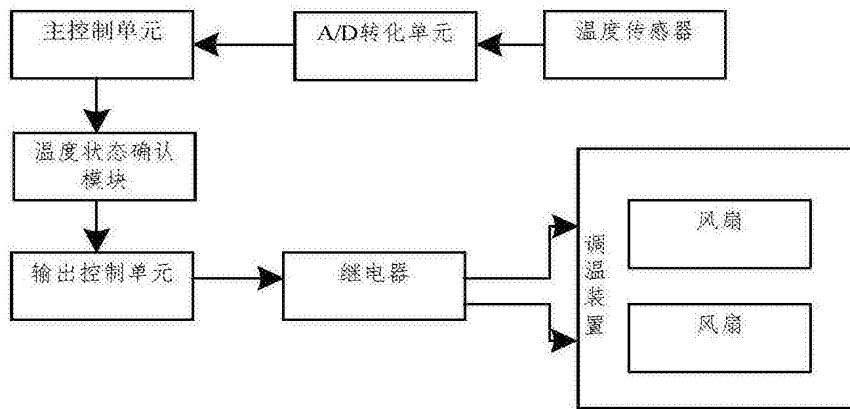 主控制单元
A/D转化单元
温度传感器
温度状态确认
模块
输出控制单元
继电器
调温装置
风扇
风扇